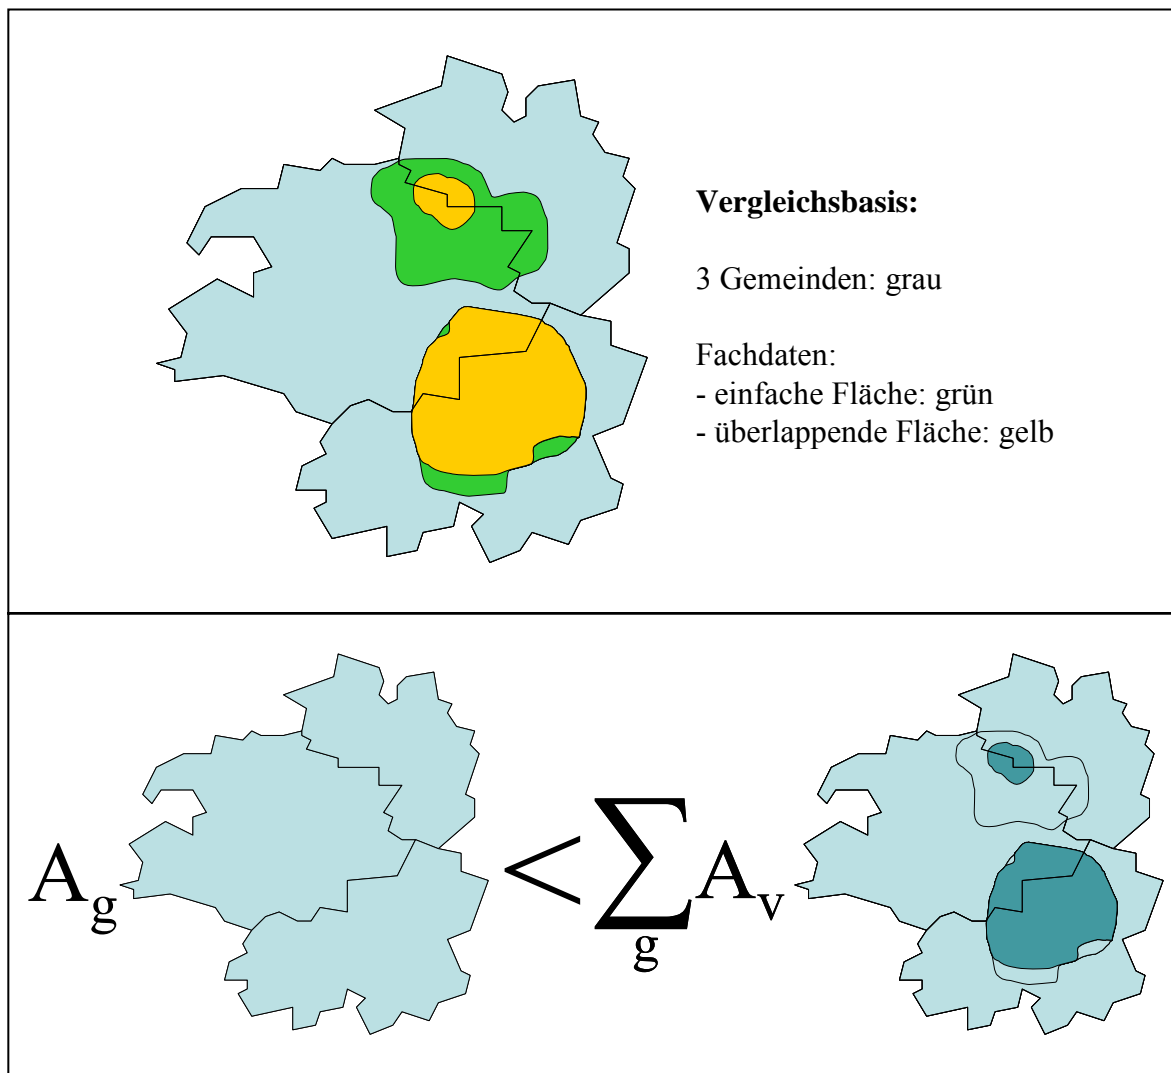 Vergleichsbasis:
3 Gemeinden: grau
Fachdaten:
- einfache Fläche: grün
- überlappende Fläche: gelb
A_g < ∑_g A_v